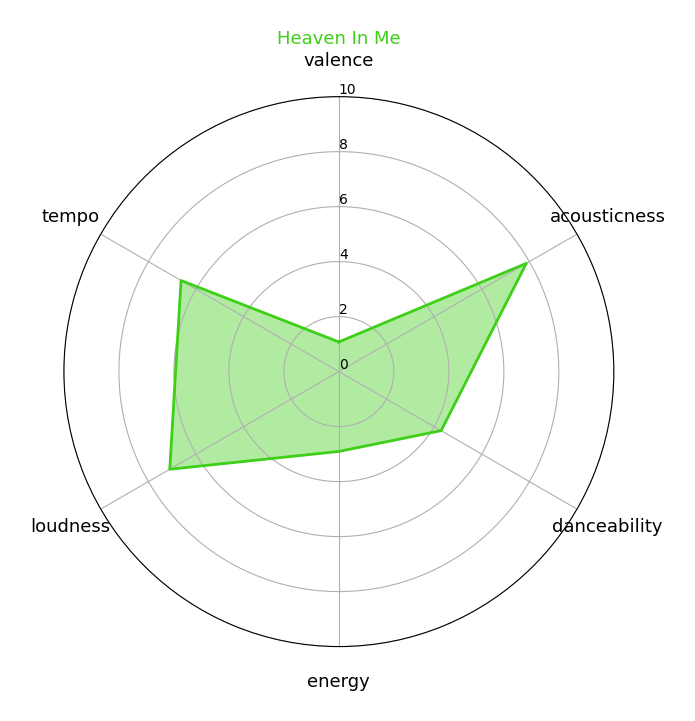 Heaven In Me
valence
10
8
acousticness
tempo
6
4
2
0
loudness
danceability
energy